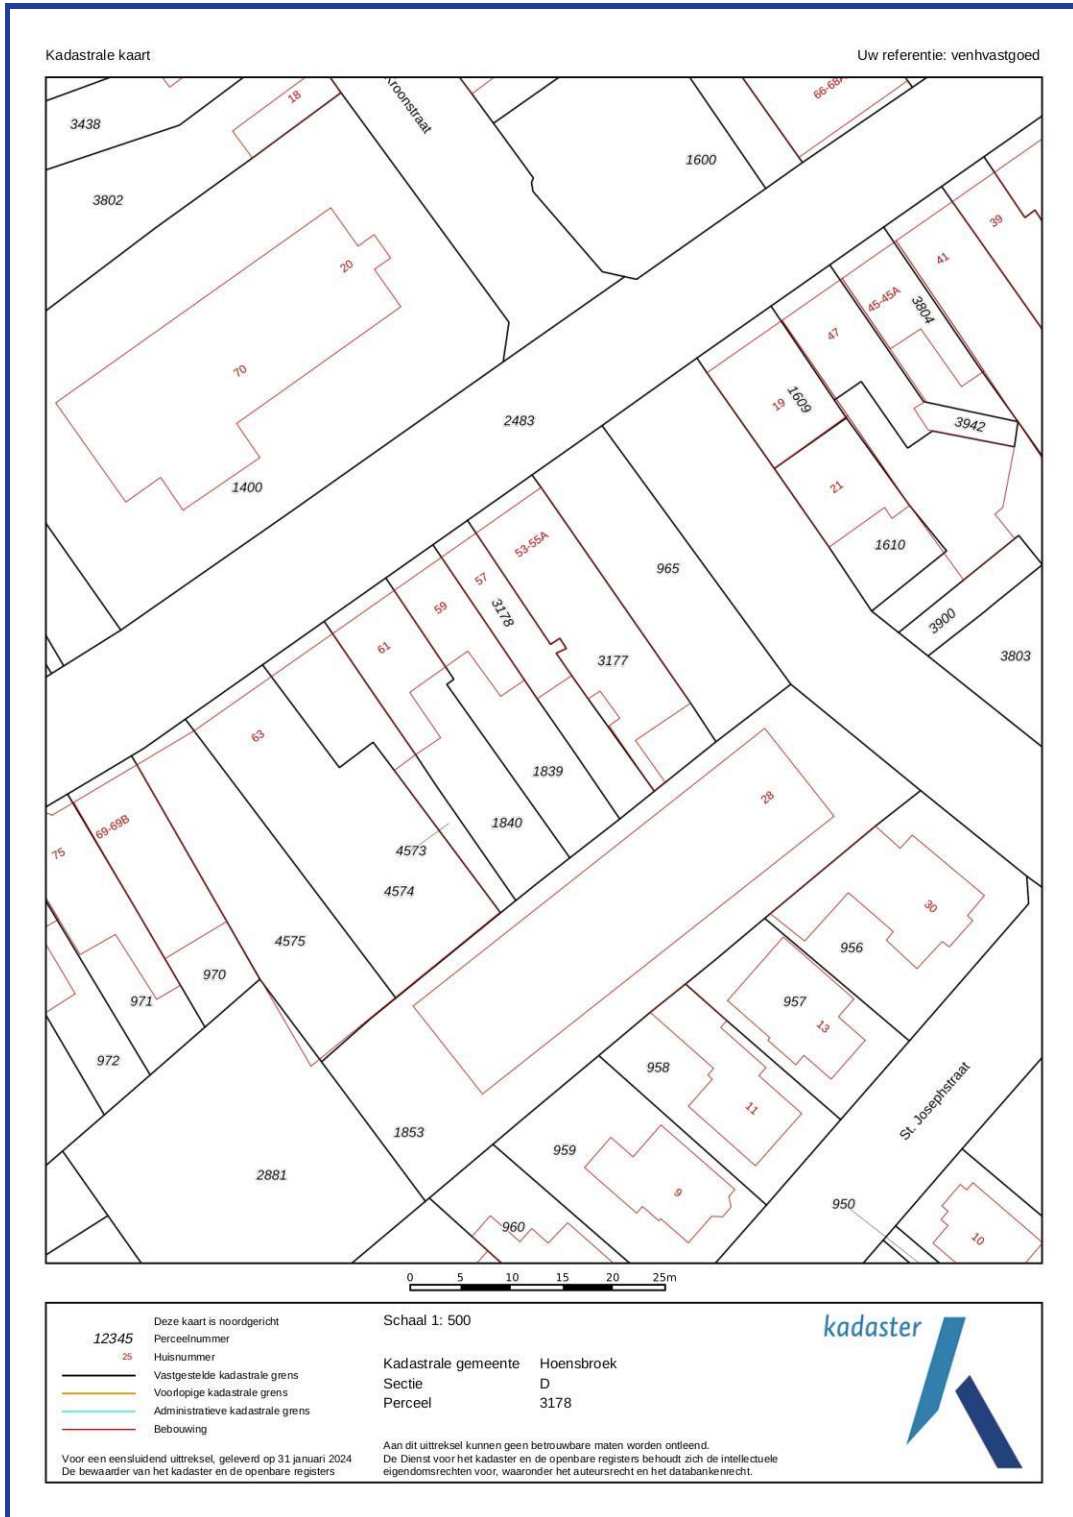 Kadastrale kaart
Uw referentie: venhvastgoed
Kroonstraat
18
66-68A
3438
1600
3802
39
20
41
45-45A
3804
47
70
1609
19
2483
3942
1400
21
53-55A
1610
965
57
59
3178
3900
61
3177
3803
63
1839
28
1840
69-69B
4573
75
4574
30
4575
956
970
971
957
13
972
958
11
St. Josephstraat
1853
959
2881
9
950
960
10
0 5 10 15 20 25m
Deze kaart is noordgericht
12345 Perceelnummer
25 Huisnummer
Vastgestelde kadastrale grens
Voorlopige kadastrale grens
Administratieve kadastrale grens
Bebouwing
Voor een eensluidend uittreksel, geleverd op 31 januari 2024
De bewaarder van het kadaster en de openbare registers
Schaal 1: 500
Kadastrale gemeente Hoensbroek
Sectie D
Perceel 3178
Aan dit uittreksel kunnen geen betrouwbare maten worden ontleend.
De Dienst voor het kadaster en de openbare registers behoudt zich de intellectuele
eigendomsrechten voor, waaronder het auteursrecht en het databankenrecht.
kadaster